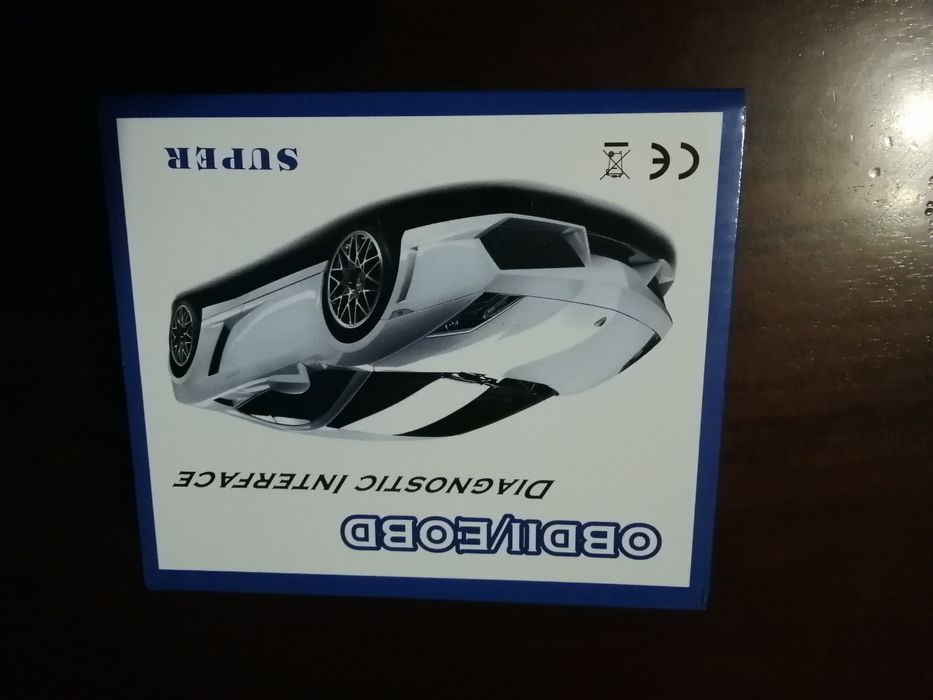 OBDII/EOBD
DIAGNOSTIC INTERFACE
CE
SUPER